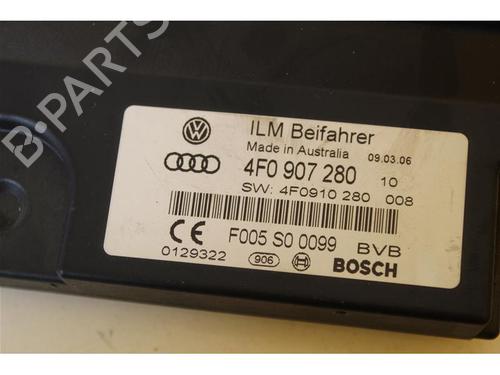 B-PARTS
ILM Beifahrer
Made in Australia 09.03.06
4F0 907 280 10
SW: 4F0910 280 008
CE F005 S0 0099 BVB
0129322 906 BOSCH